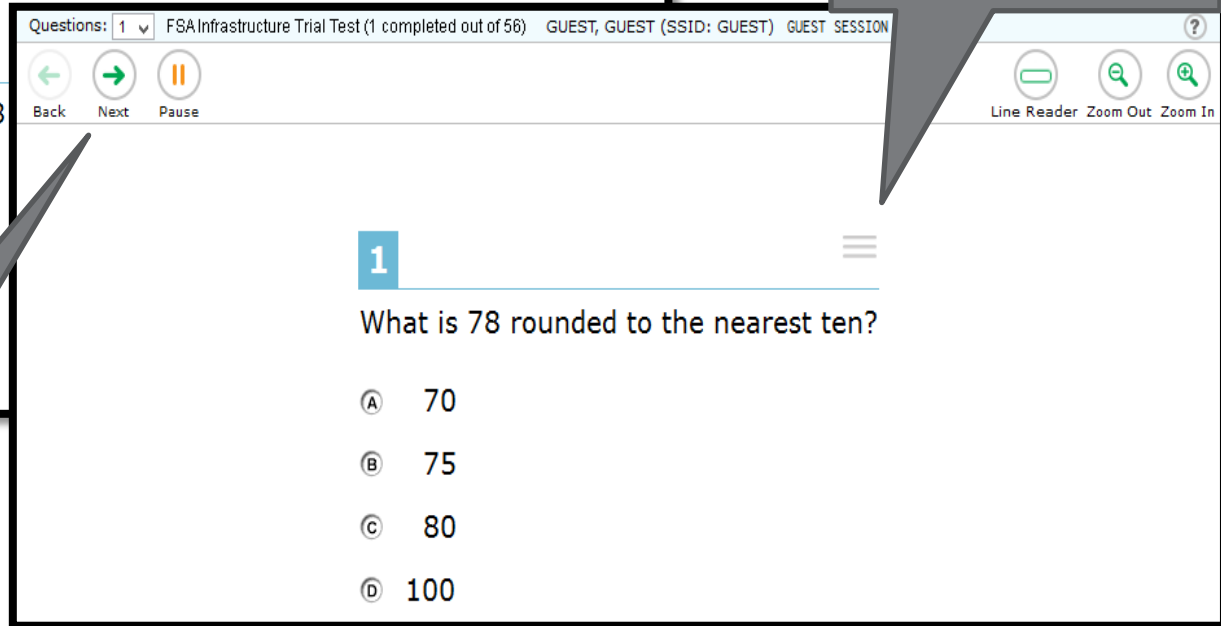 Questions: 1 FSA Infrastructure Trial Test (1 completed out of 56) GUEST, GUEST (SSID: GUEST) GUEST SESSION ?
Back Next Pause Line Reader Zoom Out Zoom In
1
What is 78 rounded to the nearest ten?
A 70
B 75
C 80
D 100